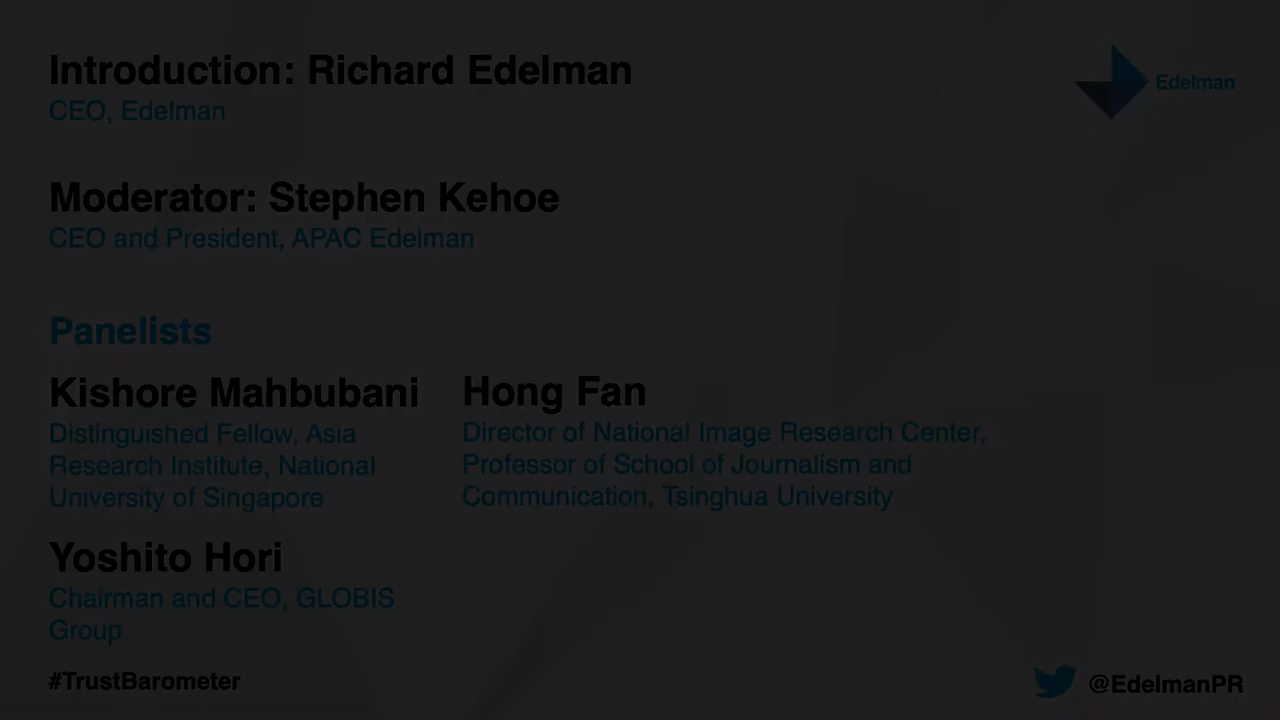 Introduction: Richard Edelman
CEO, Edelman
Edelman
Moderator: Stephen Kehoe
CEO and President, APAC Edelman
Panelists
Kishore Mahbubani
Distinguished Fellow, Asia
Research Institute, National
University of Singapore
Hong Fan
Director of National Image Research Center,
Professor of School of Journalism and
Communication, Tsinghua University
Yoshito Hori
Chairman and CEO, GLOBIS
Group
#TrustBarometer
@EdelmanPR